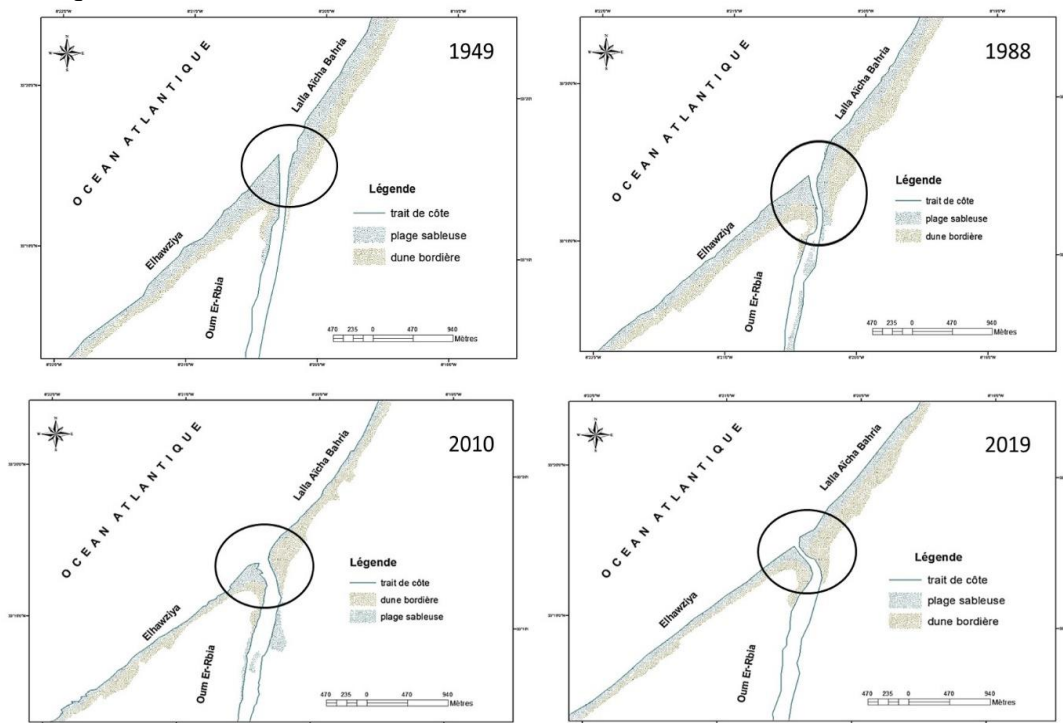 1949
OCEAN ATLANTIQUE
Lalla Aïcha Bahria
Elhawziya
Oum Er-Rbia
Légende
trait de côte
plage sableuse
dune bordière
470 235 0 470 940
Mètres
1988
OCEAN ATLANTIQUE
Lalla Aïcha Bahria
Elhawziya
Oum Er-Rbia
Légende
trait de côte
plage sableuse
dune bordière
470 235 0 470 940
Mètres
2010
OCEAN ATLANTIQUE
Lalla Aïcha Bahria
Elhawziya
Oum Er-Rbia
Légende
trait de côte
dune bordière
plage sableuse
470 235 0 470 940
Mètres
2019
OCEAN ATLANTIQUE
Lalla Aïcha Bahria
Elhawziya
Oum Er-Rbia
Légende
trait de côte
plage sableuse
dune bordière
470 235 0 470 940
Mètres